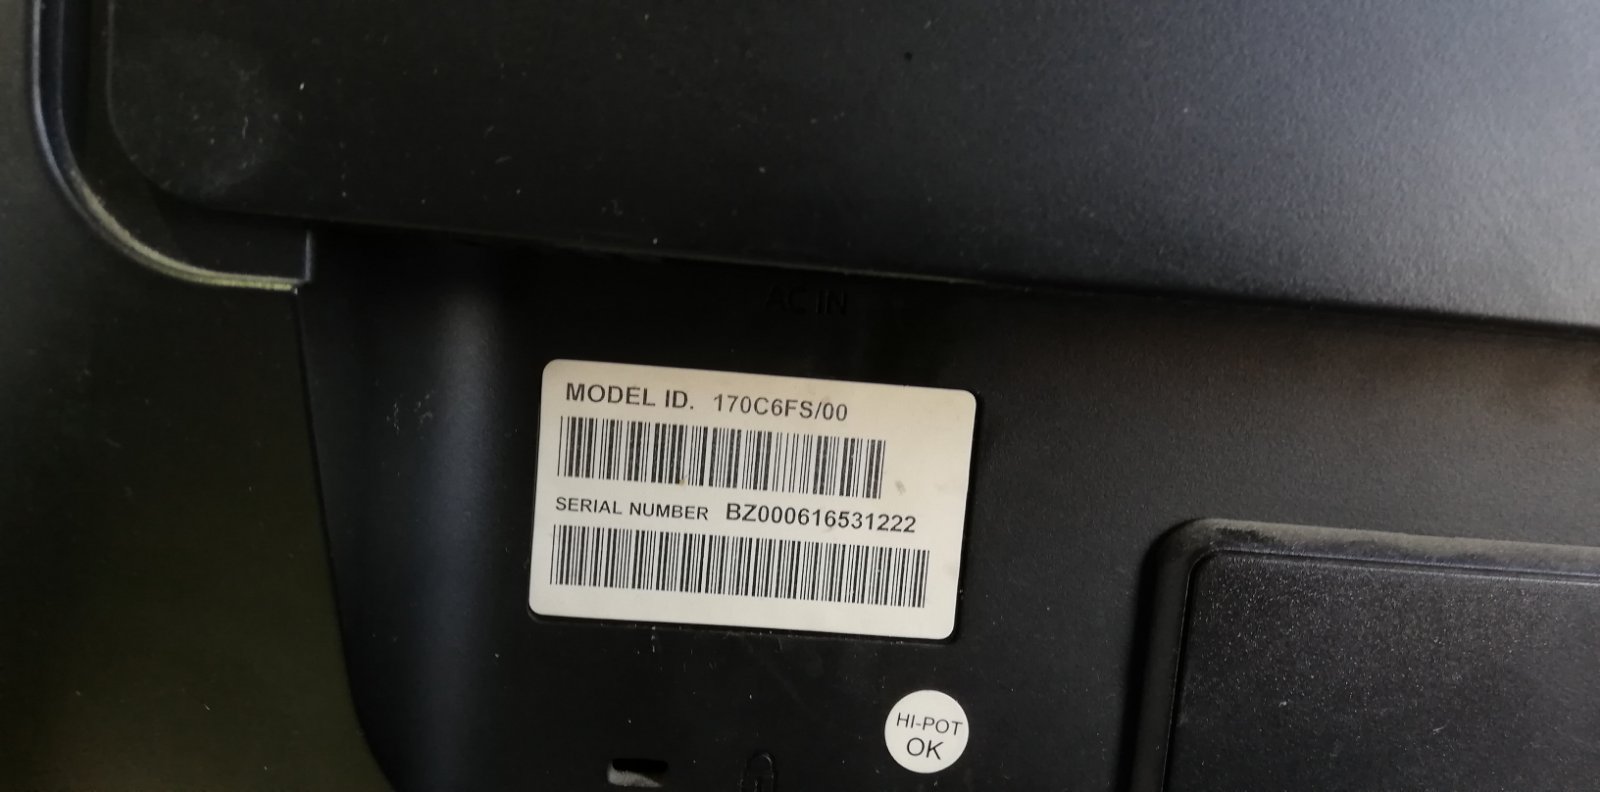 AC IN
MODEL ID. 170C6FS/00
SERIAL NUMBER BZ000616531222
HI-POT
OK